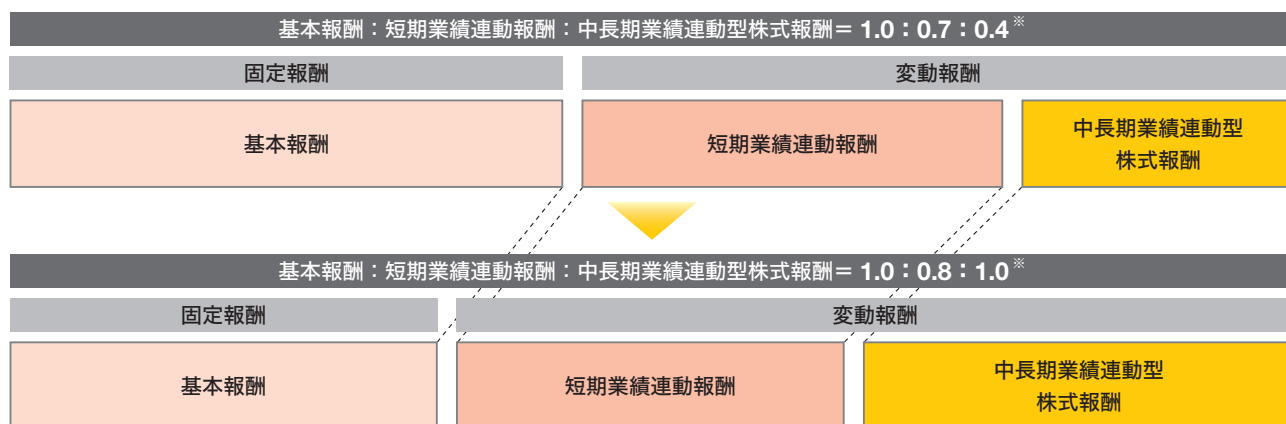 基本報酬：短期業績連動報酬：中長期業績連動型株式報酬＝ 1.0：0.7：0.4※
固定報酬
変動報酬
基本報酬
短期業績連動報酬
中長期業績連動型
株式報酬
基本報酬：短期業績連動報酬：中長期業績連動型株式報酬＝ 1.0：0.8：1.0※
固定報酬
変動報酬
基本報酬
短期業績連動報酬
中長期業績連動型
株式報酬